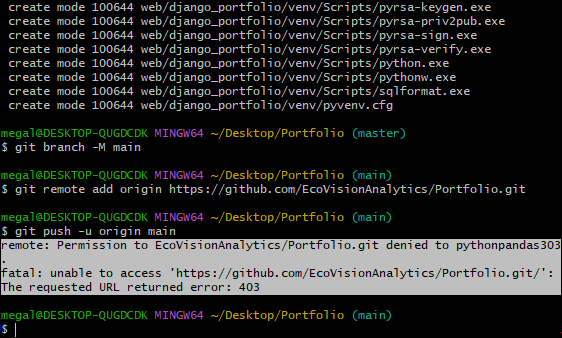 create mode 100644 web/django_portfolio/venv/Scripts/pyrsa-keygen.exe
create mode 100644 web/django_portfolio/venv/Scripts/pyrsa-priv2pub.exe
create mode 100644 web/django_portfolio/venv/Scripts/pyrsa-sign.exe
create mode 100644 web/django_portfolio/venv/Scripts/pyrsa-verify.exe
create mode 100644 web/django_portfolio/venv/Scripts/python.exe
create mode 100644 web/django_portfolio/venv/Scripts/pythonw.exe
create mode 100644 web/django_portfolio/venv/Scripts/sqlformat.exe
create mode 100644 web/django_portfolio/venv/pyvenv.cfg
megal@DESKTOP-QUGDCDK MINGW64 ~/Desktop/Portfolio (master)
$ git branch -M main
megal@DESKTOP-QUGDCDK MINGW64 ~/Desktop/Portfolio (main)
$ git remote add origin https://github.com/EcoVisionAnalytics/Portfolio.git
megal@DESKTOP-QUGDCDK MINGW64 ~/Desktop/Portfolio (main)
$ git push -u origin main
remote: Permission to EcoVisionAnalytics/Portfolio.git denied to pythonpandas303
.
fatal: unable to access 'https://github.com/EcoVisionAnalytics/Portfolio.git/':
The requested URL returned error: 403
megal@DESKTOP-QUGDCDK MINGW64 ~/Desktop/Portfolio (main)
$